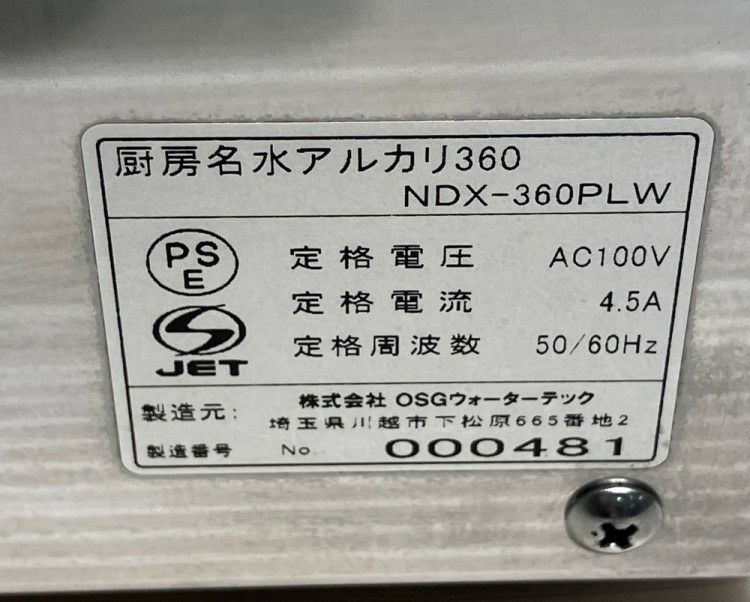 厨房名水アルカリ360
NDX-360PLW
PS
E
JET
定格電圧 AC100V
定格電流 4.5A
定格周波数 50/60Hz
製造元: 株式会社 OSGウォーターテック
埼玉県川越市下松原665番地2
製造番号 No. 000481